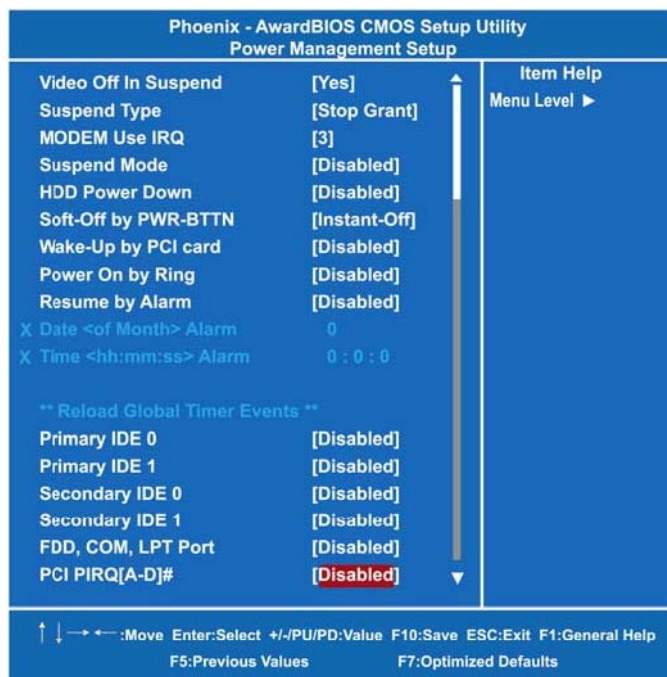 Phoenix - AwardBIOS CMOS Setup Utility
Power Management Setup
Video Off In Suspend [Yes]
Suspend Type [Stop Grant]
MODEM Use IRQ [3]
Suspend Mode [Disabled]
HDD Power Down [Disabled]
Soft-Off by PWR-BTTN [Instant-Off]
Wake-Up by PCI card [Disabled]
Power On by Ring [Disabled]
Resume by Alarm [Disabled]
X Date <of Month> Alarm 0
X Time <hh:mm:ss> Alarm 0 : 0 : 0
** Reload Global Timer Events **
Primary IDE 0 [Disabled]
Primary IDE 1 [Disabled]
Secondary IDE 0 [Disabled]
Secondary IDE 1 [Disabled]
FDD, COM, LPT Port [Disabled]
PCI PIRQ[A-D]# [Disabled]
Item Help
Menu Level ▶
↑ ↓ → ← :Move Enter:Select +/-/PU/PD:Value F10:Save ESC:Exit F1:General Help
F5:Previous Values F7:Optimized Defaults